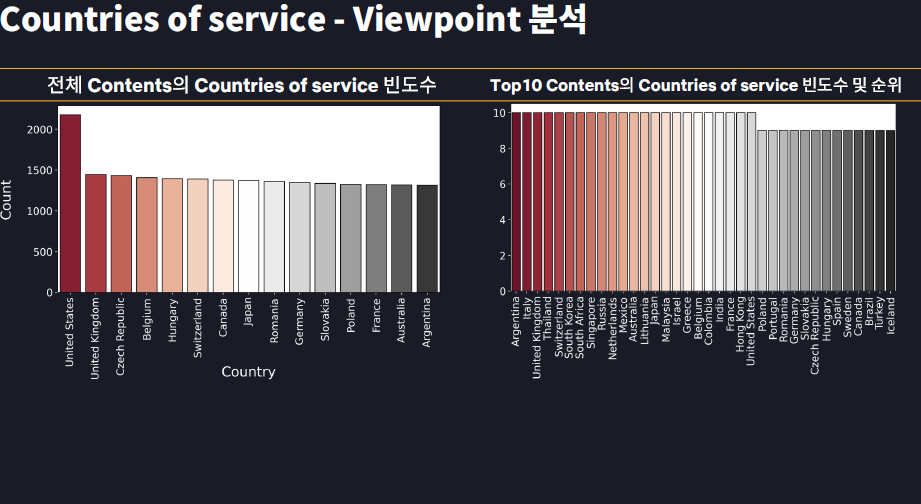 Countries of service - Viewpoint 분석
전체 Contents의 Countries of service 빈도수
2000
1500
1000
500
0
Count
United States
United Kingdom
Czech Republic
Belgium
Hungary
Switzerland
Canada
Japan
Romania
Germany
Slovakia
Poland
France
Australia
Argentina
Country
Top10 Contents의 Countries of service 빈도수 및 순위
10
8
6
4
2
0
Argentina
Italy
United Kingdom
Thailand
Switzerland
South Korea
South Africa
Singapore
Russia
Netherlands
Mexico
Australia
Lithuania
Japan
Malaysia
Israel
Greece
Belgium
Colombia
India
France
Hong Kong
United States
Poland
Portugal
Romania
Germany
Slovakia
Czech Republic
Hungary
Spain
Sweden
Canada
Brazil
Turkey
Iceland